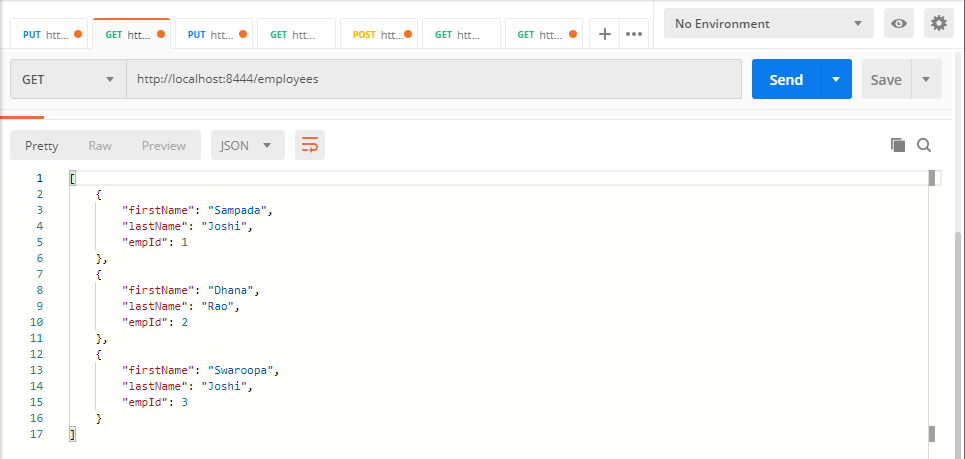 PUT htt... GET htt... PUT htt... GET htt... POST htt... GET htt... GET htt... + ••• No Environment
GET http://localhost:8444/employees Send Save
Pretty Raw Preview JSON
1 [
2 {
3 "firstName": "Sampada",
4 "lastName": "Joshi",
5 "empId": 1
6 },
7 {
8 "firstName": "Dhana",
9 "lastName": "Rao",
10 "empId": 2
11 },
12 {
13 "firstName": "Swaroopa",
14 "lastName": "Joshi",
15 "empId": 3
16 }
17 ]